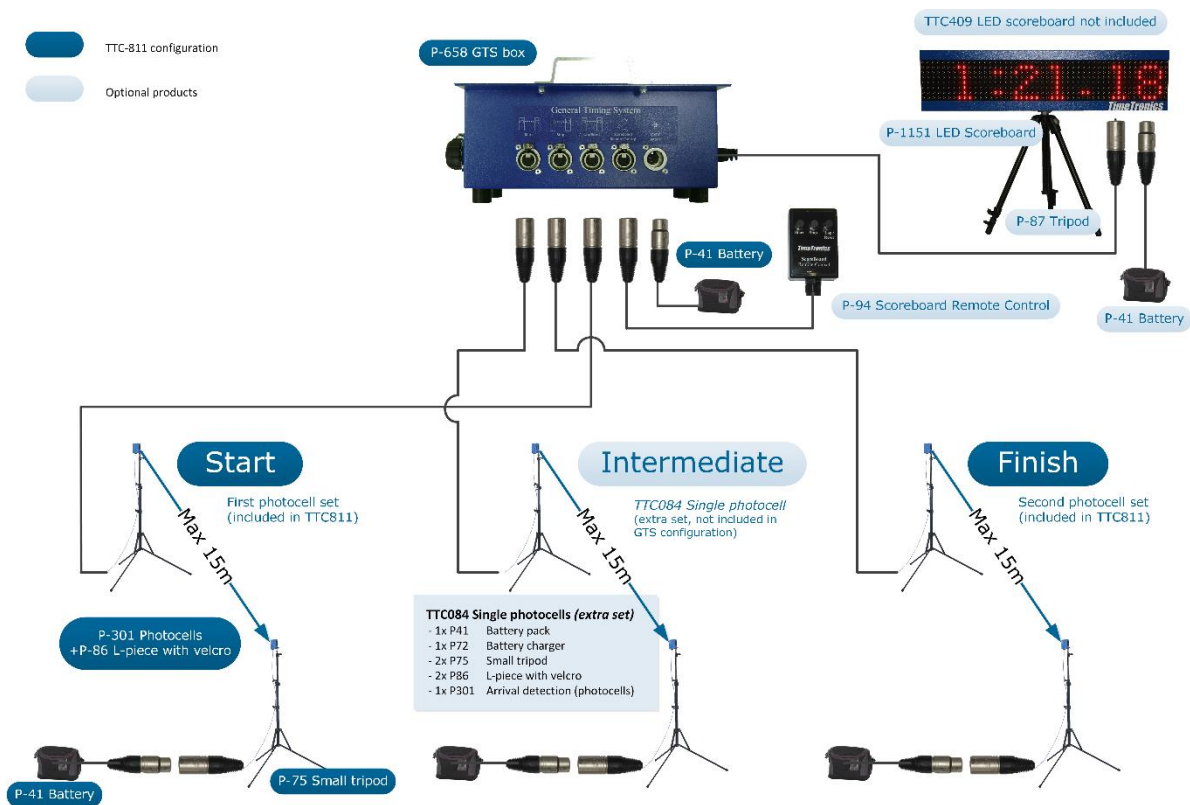 TTC-811 configuration
Optional products
P-658 GTS box
General Timing System
TTC409 LED scoreboard not included
1:21.18
TimeTronics
P-1151 LED Scoreboard
P-87 Tripod
P-41 Battery
P-41 Battery
TimeTronics
Scoreboard
Remote Control
P-94 Scoreboard Remote Control
Start
First photocell set
(included in TTC811)
Max 15m
Intermediate
TTC084 Single photocell
(extra set, not included in
GTS configuration)
Max 15m
Finish
Second photocell set
(included in TTC811)
Max 15m
P-301 Photocells
+P-86 L-piece with velcro
TTC084 Single photocells (extra set)
- 1x P41 Battery pack
- 1x P72 Battery charger
- 2x P75 Small tripod
- 2x P86 L-piece with velcro
- 1x P301 Arrival detection (photocells)
P-75 Small tripod
P-41 Battery